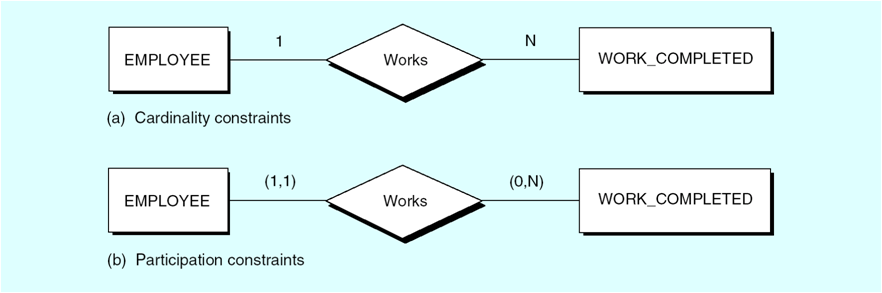 1 N
EMPLOYEE Works WORK_COMPLETED
(a) Cardinality constraints
(1,1) (0,N)
EMPLOYEE Works WORK_COMPLETED
(b) Participation constraints